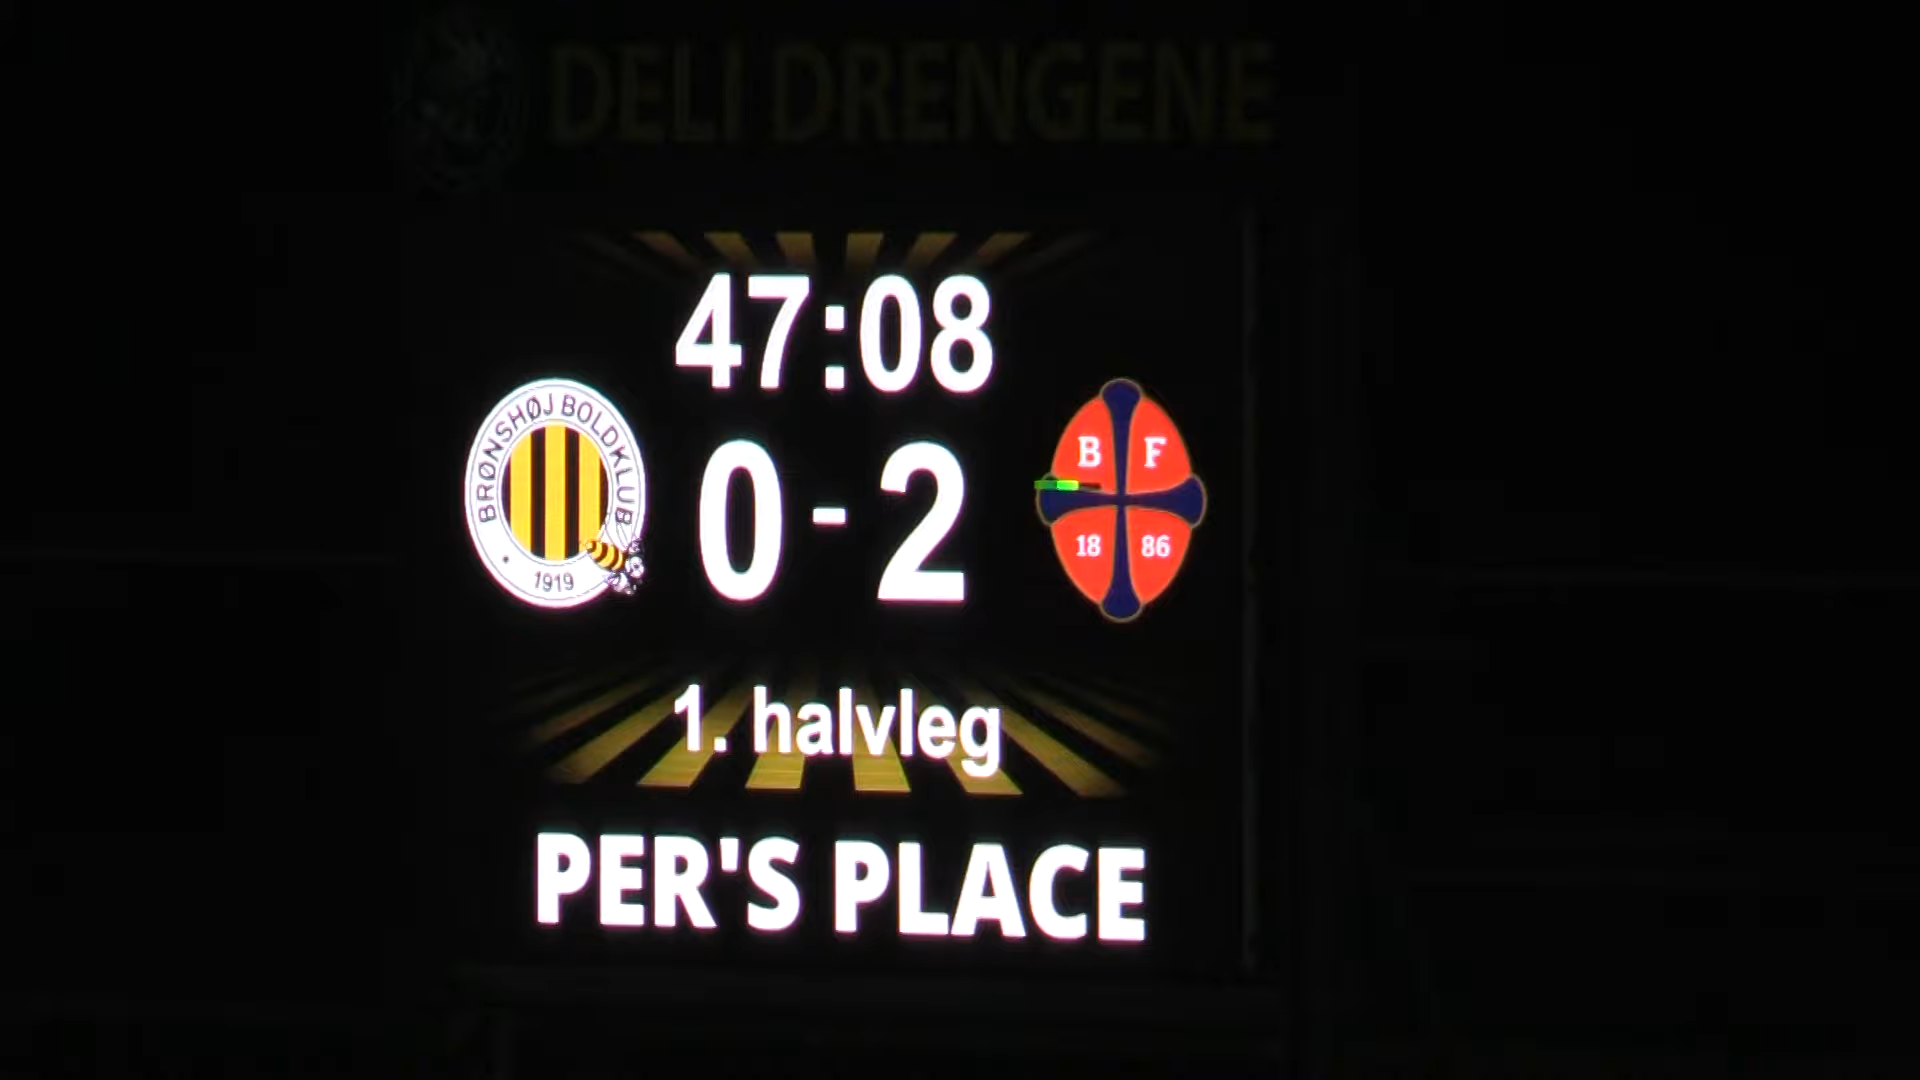 DELI DRENGENE
47:08
BRØNSHØJ BOLDKLUB
1919
0 - 2
B F
18 86
1. halvleg
PER'S PLACE